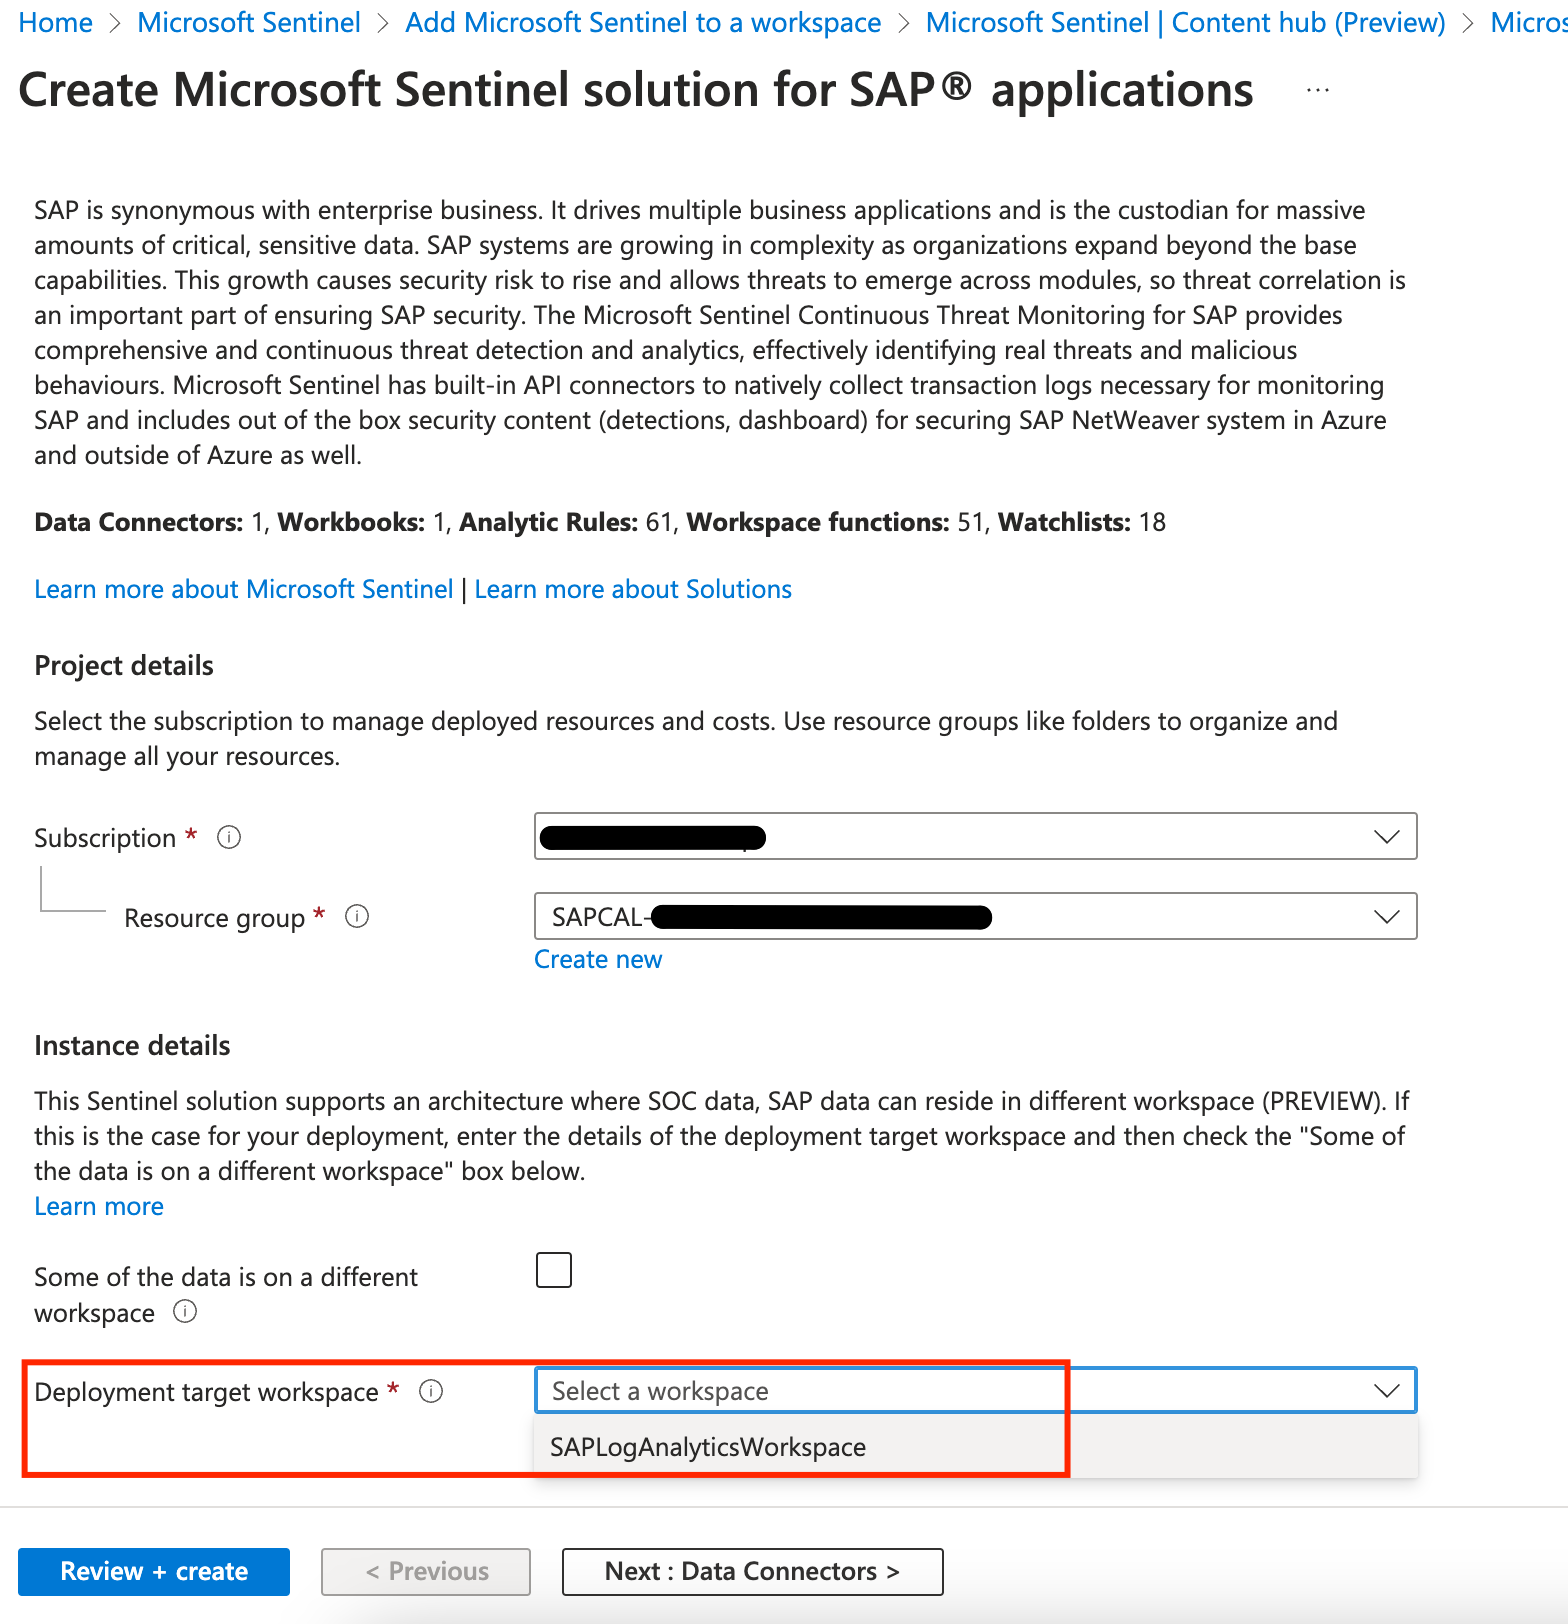 Home > Microsoft Sentinel > Add Microsoft Sentinel to a workspace > Microsoft Sentinel | Content hub (Preview) > Micros
Create Microsoft Sentinel solution for SAP® applications ...
SAP is synonymous with enterprise business. It drives multiple business applications and is the custodian for massive
amounts of critical, sensitive data. SAP systems are growing in complexity as organizations expand beyond the base
capabilities. This growth causes security risk to rise and allows threats to emerge across modules, so threat correlation is
an important part of ensuring SAP security. The Microsoft Sentinel Continuous Threat Monitoring for SAP provides
comprehensive and continuous threat detection and analytics, effectively identifying real threats and malicious
behaviours. Microsoft Sentinel has built-in API connectors to natively collect transaction logs necessary for monitoring
SAP and includes out of the box security content (detections, dashboard) for securing SAP NetWeaver system in Azure
and outside of Azure as well.
Data Connectors: 1, Workbooks: 1, Analytic Rules: 61, Workspace functions: 51, Watchlists: 18
Learn more about Microsoft Sentinel | Learn more about Solutions
Project details
Select the subscription to manage deployed resources and costs. Use resource groups like folders to organize and
manage all your resources.
Subscription *
Resource group * SAPCAL-
Create new
Instance details
This Sentinel solution supports an architecture where SOC data, SAP data can reside in different workspace (PREVIEW). If
this is the case for your deployment, enter the details of the deployment target workspace and then check the "Some of
the data is on a different workspace" box below.
Learn more
Some of the data is on a different
workspace
Deployment target workspace * Select a workspace
SAPLogAnalyticsWorkspace
Review + create < Previous Next : Data Connectors >